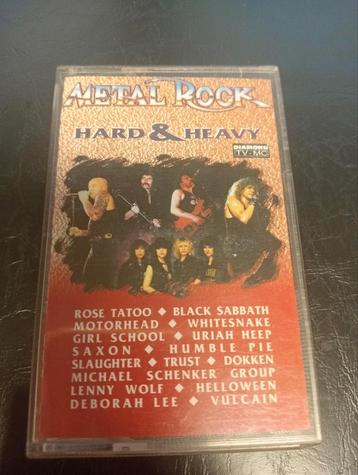 METAL ROCK
HARD & HEAVY
DIAMOND
TV-MC
ROSE TATOO ◆ BLACK SABBATH
MOTORHEAD ◆ WHITESNAKE
GIRL SCHOOL ◆ URIAH HEEP
SAXON ◆ HUMBLE PIE
SLAUGHTER ◆ TRUST ◆ DOKKEN
MICHAEL SCHENKER GROUP
LENNY WOLF ◆ HELLOWEEN
DEBORAH LEE ◆ VULCAIN